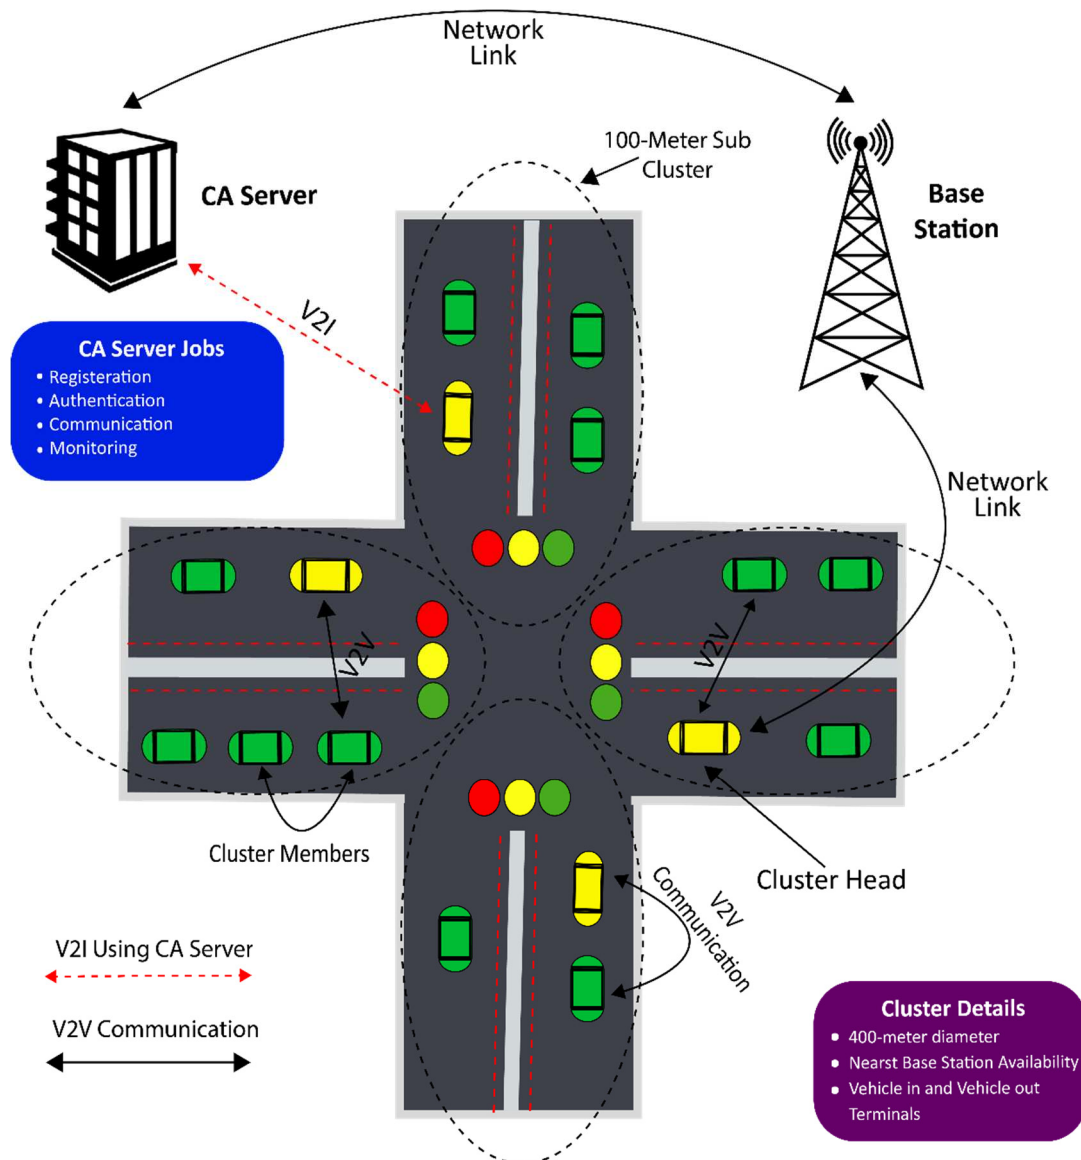 Network
Link
100-Meter Sub
Cluster
CA Server
Base
Station
V2I
CA Server Jobs
• Registeration
• Authentication
• Communication
• Monitoring
Network
Link
V2V
V2V
Cluster Members
Cluster Head
V2V
Communication
V2I Using CA Server
V2V Communication
Cluster Details
• 400-meter diameter
• Nearst Base Station Availability
• Vehicle in and Vehicle out
Terminals